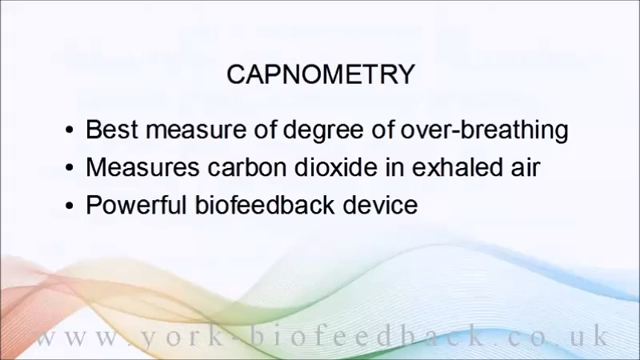 CAPNOMETRY
• Best measure of degree of over-breathing
• Measures carbon dioxide in exhaled air
• Powerful biofeedback device
www.york-biofeedback.co.uk